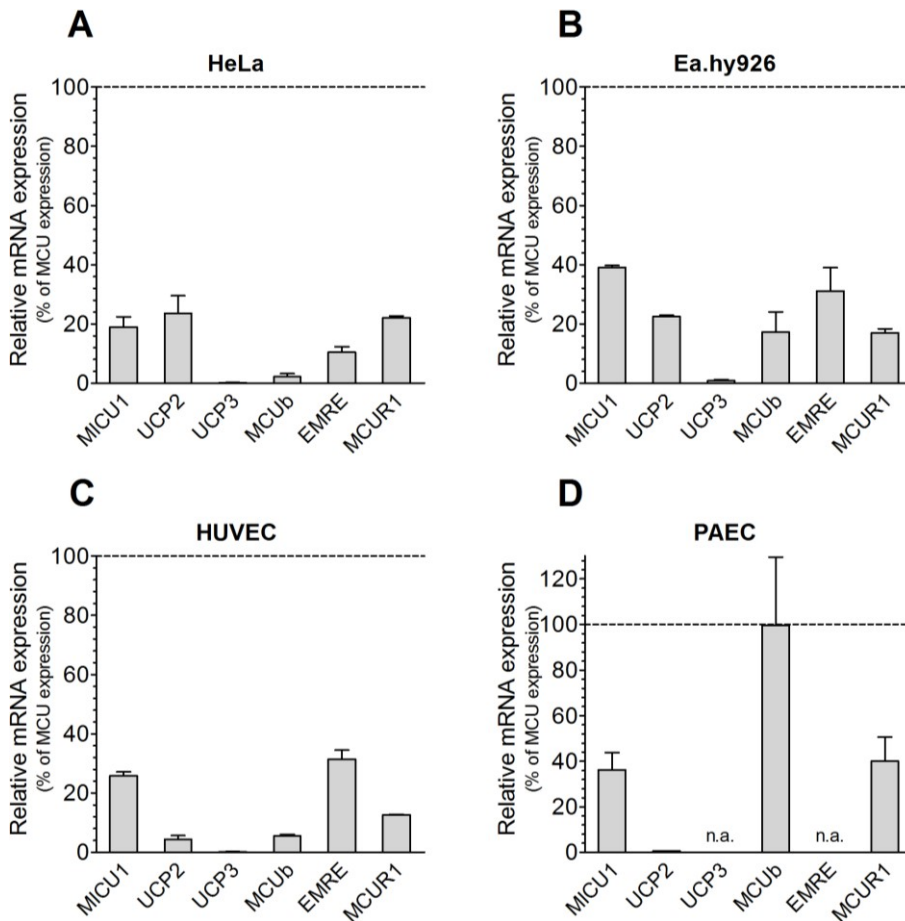 A
HeLa
Relative mRNA expression
(% of MCU expression)
100
80
60
40
20
0
MICU1
UCP2
UCP3
MCUb
EMRE
MCUR1
B
Ea.hy926
Relative mRNA expression
(% of MCU expression)
100
80
60
40
20
0
MICU1
UCP2
UCP3
MCUb
EMRE
MCUR1
C
HUVEC
Relative mRNA expression
(% of MCU expression)
100
80
60
40
20
0
MICU1
UCP2
UCP3
MCUb
EMRE
MCUR1
D
PAEC
Relative mRNA expression
(% of MCU expression)
120
100
80
60
40
20
0
n.a.
n.a.
MICU1
UCP2
UCP3
MCUb
EMRE
MCUR1